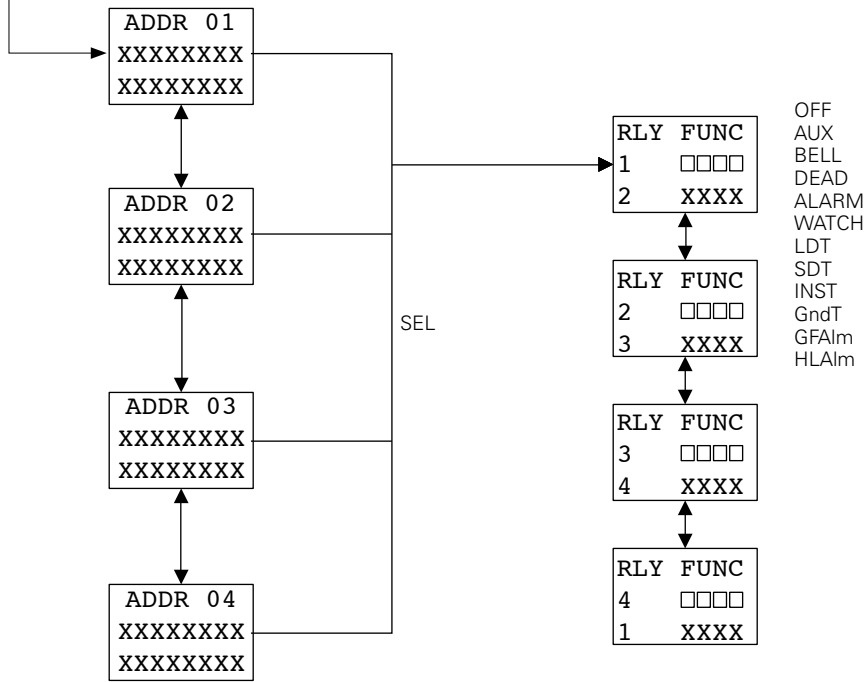 ADDR 01
XXXXXXXX
XXXXXXXX
ADDR 02
XXXXXXXX
XXXXXXXX
ADDR 03
XXXXXXXX
XXXXXXXX
ADDR 04
XXXXXXXX
XXXXXXXX
SEL
RLY FUNC
1 □□□□
2 XXXX
RLY FUNC
2 □□□□
3 XXXX
RLY FUNC
3 □□□□
4 XXXX
RLY FUNC
4 □□□□
1 XXXX
OFF
AUX
BELL
DEAD
ALARM
WATCH
LDT
SDT
INST
GndT
GFAlm
HLAlm